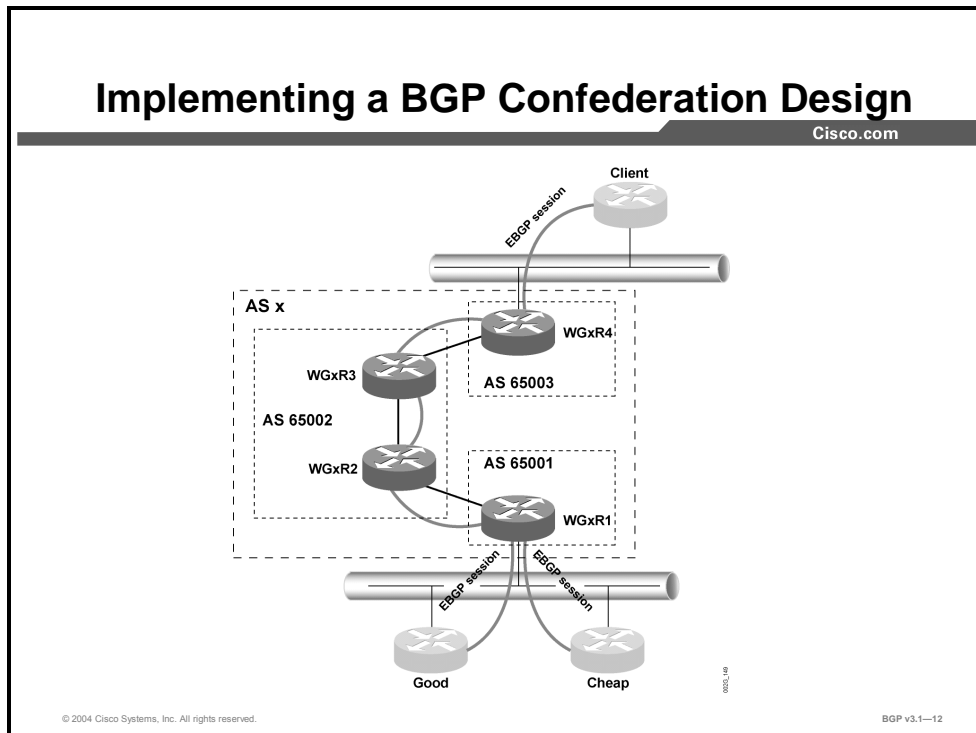 Implementing a BGP Confederation Design
Cisco.com
Client
EBGP session
AS x
WGxR4
WGxR3
AS 65003
AS 65002
AS 65001
WGxR2
WGxR1
EBGP session
EBGP session
Good
Cheap
002G_149
© 2004 Cisco Systems, Inc. All rights reserved.
BGP v3.1—12